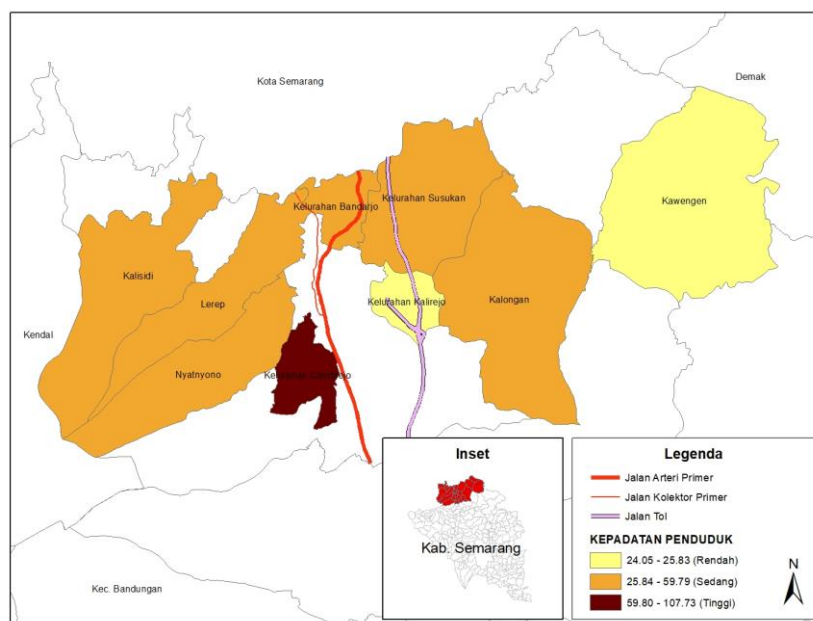 Kota Semarang
Demak
Kawengen
Kelurahan Bandarjo
Kelurahan Susukan
Kalisidi
Lerep
Kelurahan Kalirejo
Kalongan
Kendal
Nyatnyono
Kelurahan
Kec. Bandungan
Inset
Kab. Semarang
Legenda
Jalan Arteri Primer
Jalan Kolektor Primer
Jalan Tol
KEPADATAN PENDUDUK
24.05 - 25.83 (Rendah)
25.84 - 59.79 (Sedang)
59.80 - 107.73 (Tinggi)
N